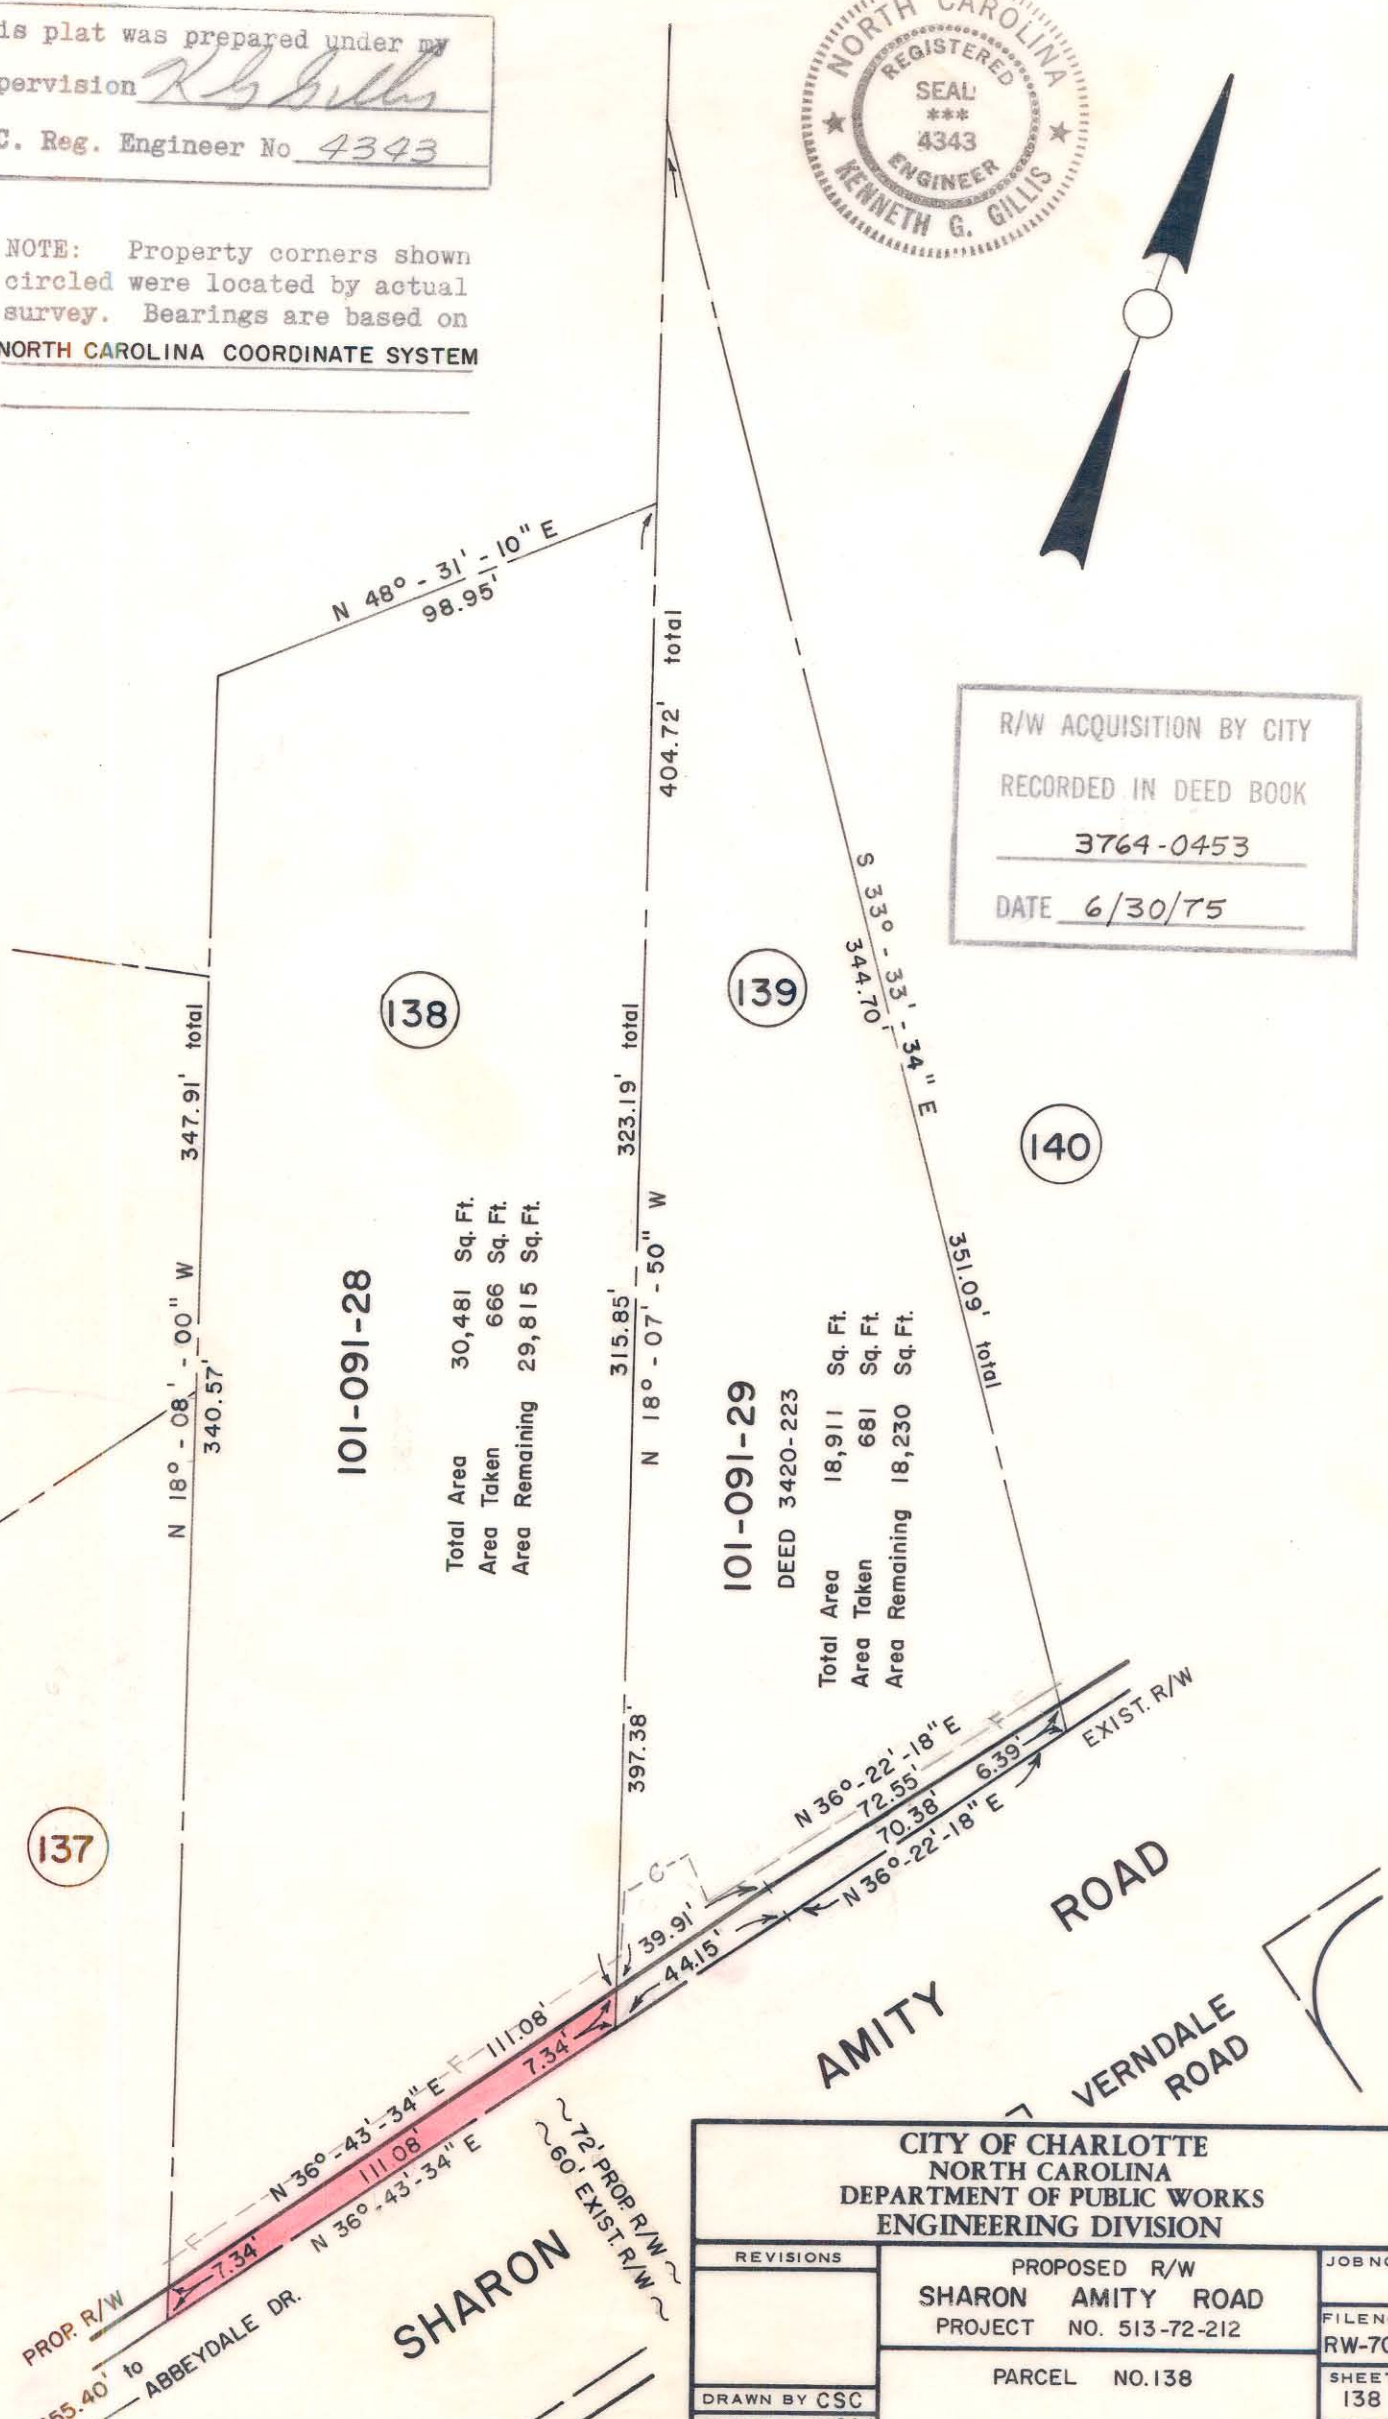 is plat was prepared under my
pervision K G Gillis
C. Reg. Engineer No 4343
NORTH CAROLINA
REGISTERED
SEAL
***
4343
ENGINEER
KENNETH G. GILLIS
NOTE: Property corners shown
circled were located by actual
survey. Bearings are based on
NORTH CAROLINA COORDINATE SYSTEM
N 48° - 31' - 10" E
98.95'
404.72' total
R/W ACQUISITION BY CITY
RECORDED IN DEED BOOK
3764-0453
DATE 6/30/75
S 33° - 33' - 34" E
344.70'
351.09' total
138
139
140
137
347.91' total
N 18° - 08' - 00" W
340.57'
101-091-28
Total Area 30,481 Sq. Ft.
Area Taken 666 Sq. Ft.
Area Remaining 29,815 Sq. Ft.
323.19' total
315.85'
N 18° - 07' - 50" W
397.38'
101-091-29
DEED 3420-223
Total Area 18,911 Sq. Ft.
Area Taken 681 Sq. Ft.
Area Remaining 18,230 Sq. Ft.
N 36°-22'-18" E
F
72.55'
70.38'
6.39'
N 36°-22'-18" E
EXIST. R/W
C
39.91'
44.15'
F
N 36°-43'-34" E
F
111.08'
7.34'
111.08'
N 36°-43'-34" E
7.34'
72' PROP. R/W
60' EXIST. R/W
PROP. R/W
55.40' to
ABBEYDALE DR.
SHARON
AMITY
ROAD
VERNDALE
ROAD
CITY OF CHARLOTTE
NORTH CAROLINA
DEPARTMENT OF PUBLIC WORKS
ENGINEERING DIVISION
REVISIONS
PROPOSED R/W
SHARON AMITY ROAD
PROJECT NO. 513-72-212
JOB NO
FILE NO
RW-70
PARCEL NO. 138
SHEET
138
DRAWN BY CSC